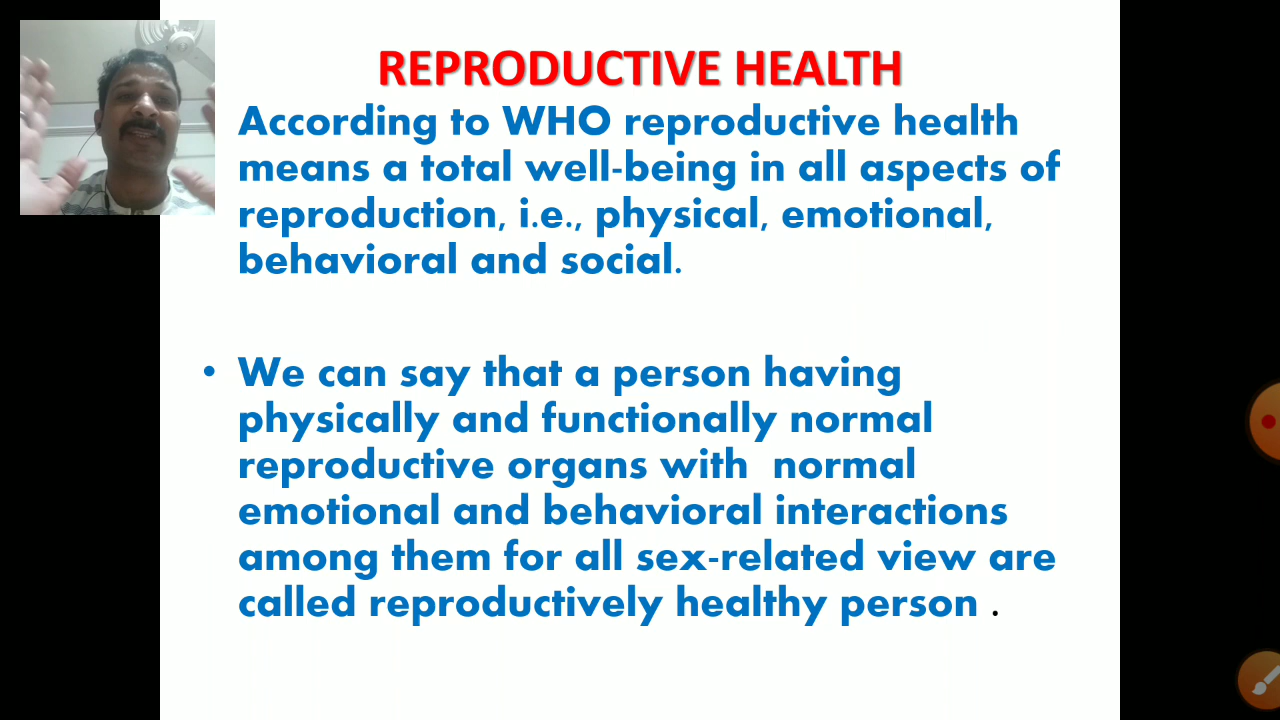 REPRODUCTIVE HEALTH
According to WHO reproductive health
means a total well-being in all aspects of
reproduction, i.e., physical, emotional,
behavioral and social.
• We can say that a person having
physically and functionally normal
reproductive organs with normal
emotional and behavioral interactions
among them for all sex-related view are
called reproductively healthy person .